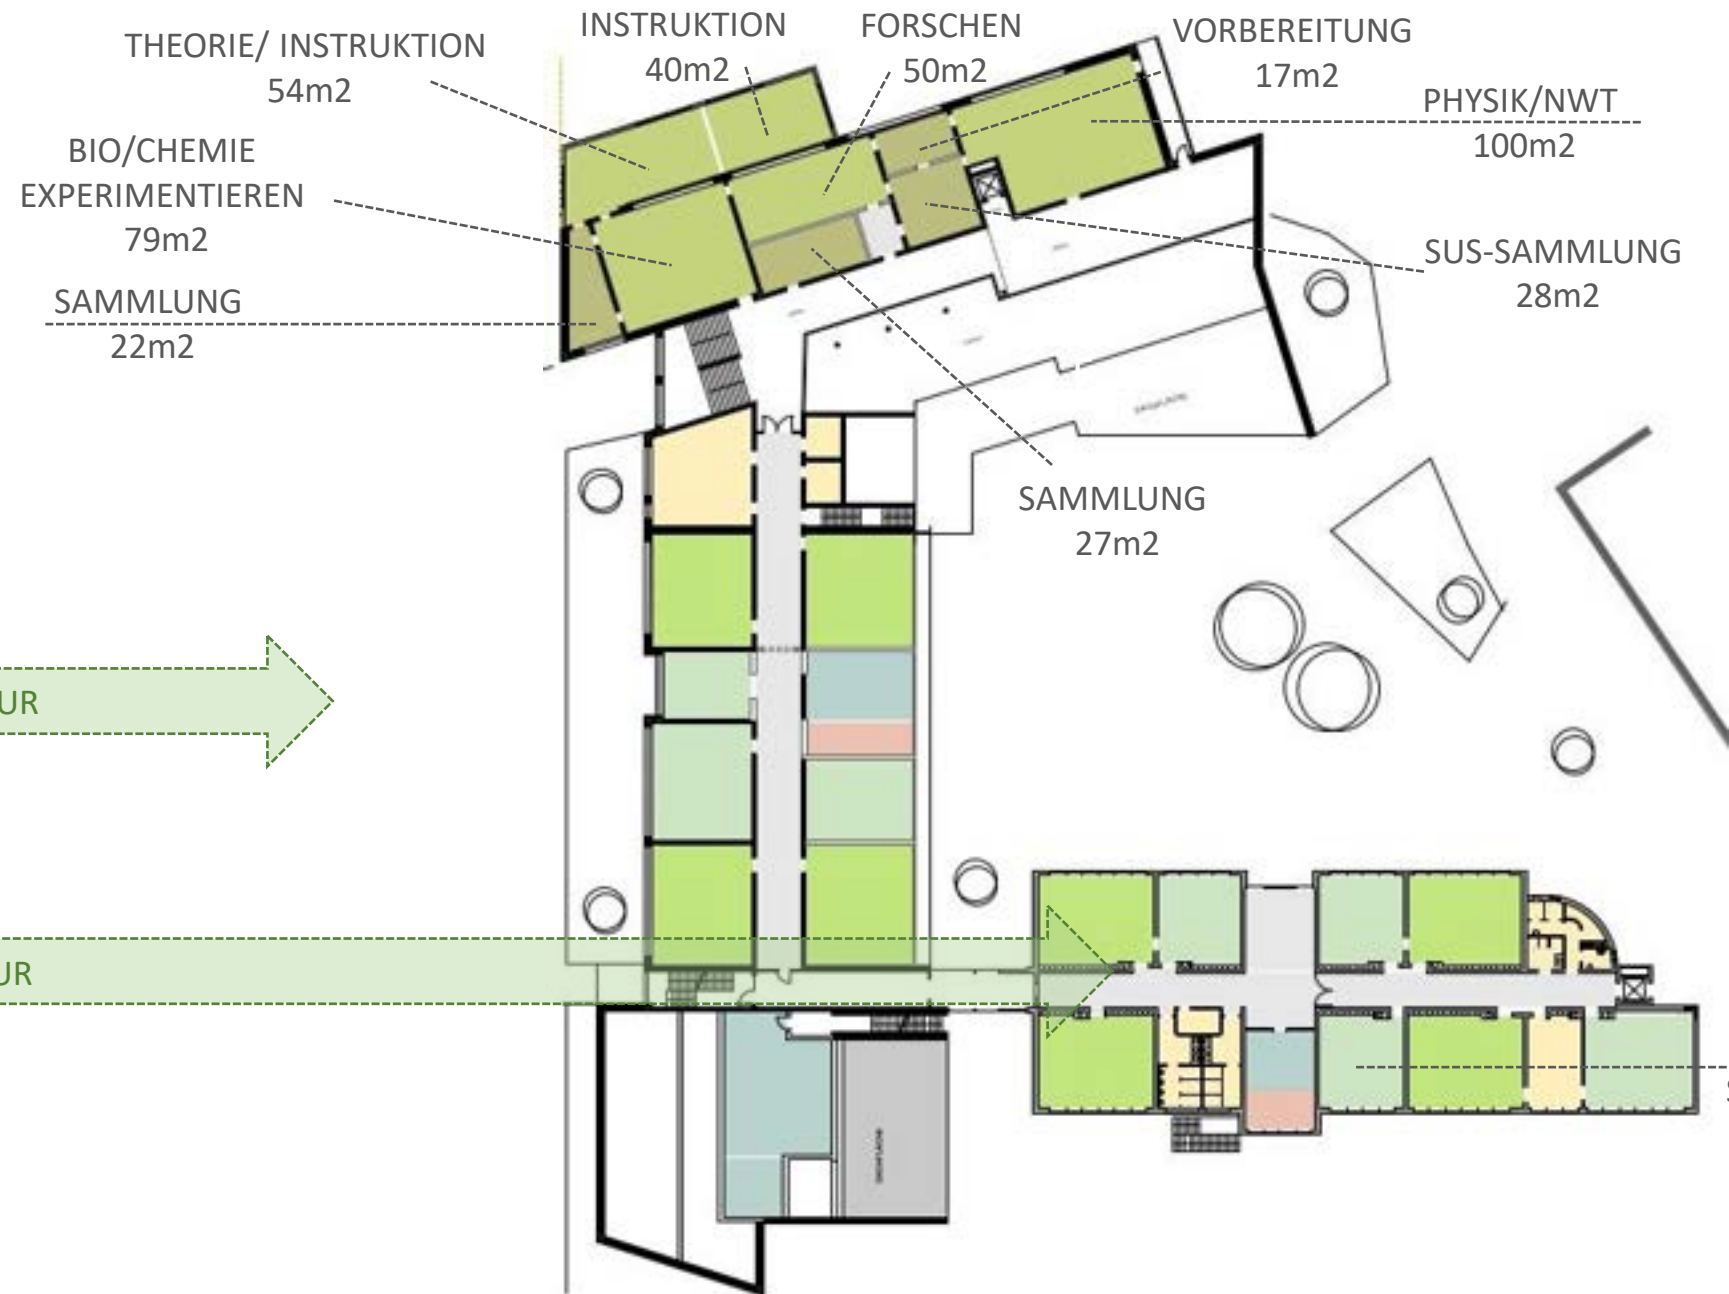 THEORIE/ INSTRUKTION
54m2
INSTRUKTION
40m2
FORSCHEN
50m2
VORBEREITUNG
17m2
PHYSIK/NWT
100m2
BIO/CHEMIE
EXPERIMENTIEREN
79m2
SUS-SAMMLUNG
28m2
SAMMLUNG
22m2
SAMMLUNG
27m2
UR
UR
DACHFLÄCHE
S